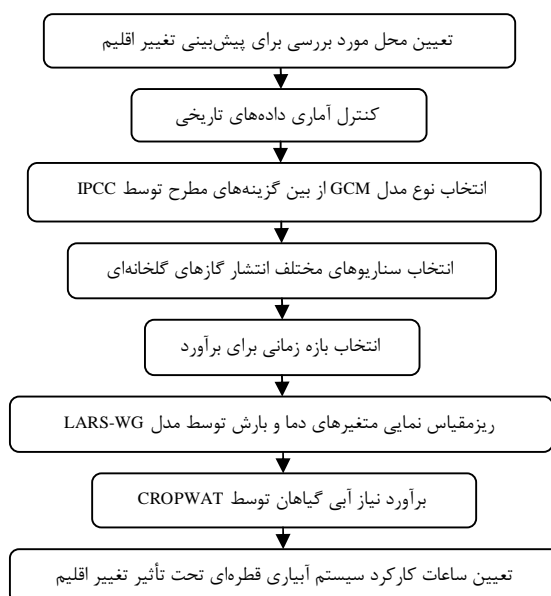 تعیین محل مورد بررسی برای پیش‌بینی تغییر اقلیم
کنترل آماری داده‌های تاریخی
انتخاب نوع مدل GCM از بین گزینه‌های مطرح توسط IPCC
انتخاب سناریوهای مختلف انتشار گازهای گلخانه‌ای
انتخاب بازه زمانی برای برآورد
ریزمقیاس نمایی متغیرهای دما و بارش توسط مدل LARS-WG
برآورد نیاز آبی گیاهان توسط CROPWAT
تعیین ساعات کارکرد سیستم آبیاری قطره‌ای تحت تأثیر تغییر اقلیم